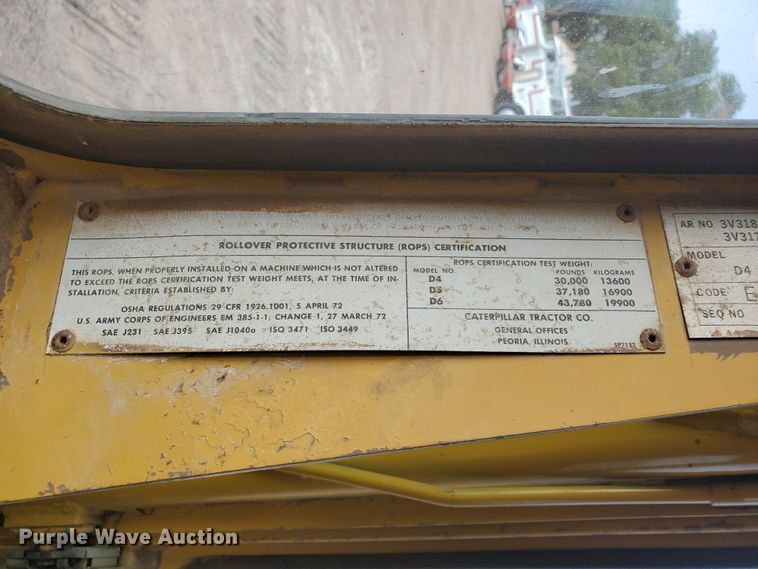 ROLLOVER PROTECTIVE STRUCTURE (ROPS) CERTIFICATION
THIS ROPS, WHEN PROPERLY INSTALLED ON A MACHINE WHICH IS NOT ALTERED
TO EXCEED THE ROPS CERTIFICATION TEST WEIGHT MEETS, AT THE TIME OF IN-
STALLATION, CRITERIA ESTABLISHED BY:
OSHA REGULATIONS 29 CFR 1926.1001, 5 APRIL 72
U.S. ARMY CORPS OF ENGINEERS EM 385-1-1, CHANGE 1, 27 MARCH 72
SAE J231 SAE J395 SAE J1040a ISO 3471 ISO 3449
ROPS CERTIFICATION TEST WEIGHT:
MODEL NO POUNDS KILOGRAMS
D4 30,000 13600
D5 37,180 16900
D6 43,780 19900
CATERPILLAR TRACTOR CO.
GENERAL OFFICES
PEORIA, ILLINOIS
AR NO 3V318
3V317
MODEL
D4
CODE E
SEQ NO
Purple Wave Auction